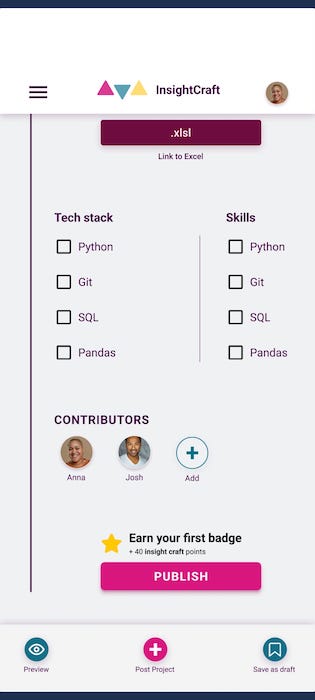 InsightCraft
.xlsl
Link to Excel
Tech stack
Python
Git
SQL
Pandas
Skills
Python
Git
SQL
Pandas
CONTRIBUTORS
Anna
Josh
Add
Earn your first badge
+ 40 insight craft points
PUBLISH
Preview
Post Project
Save as draft